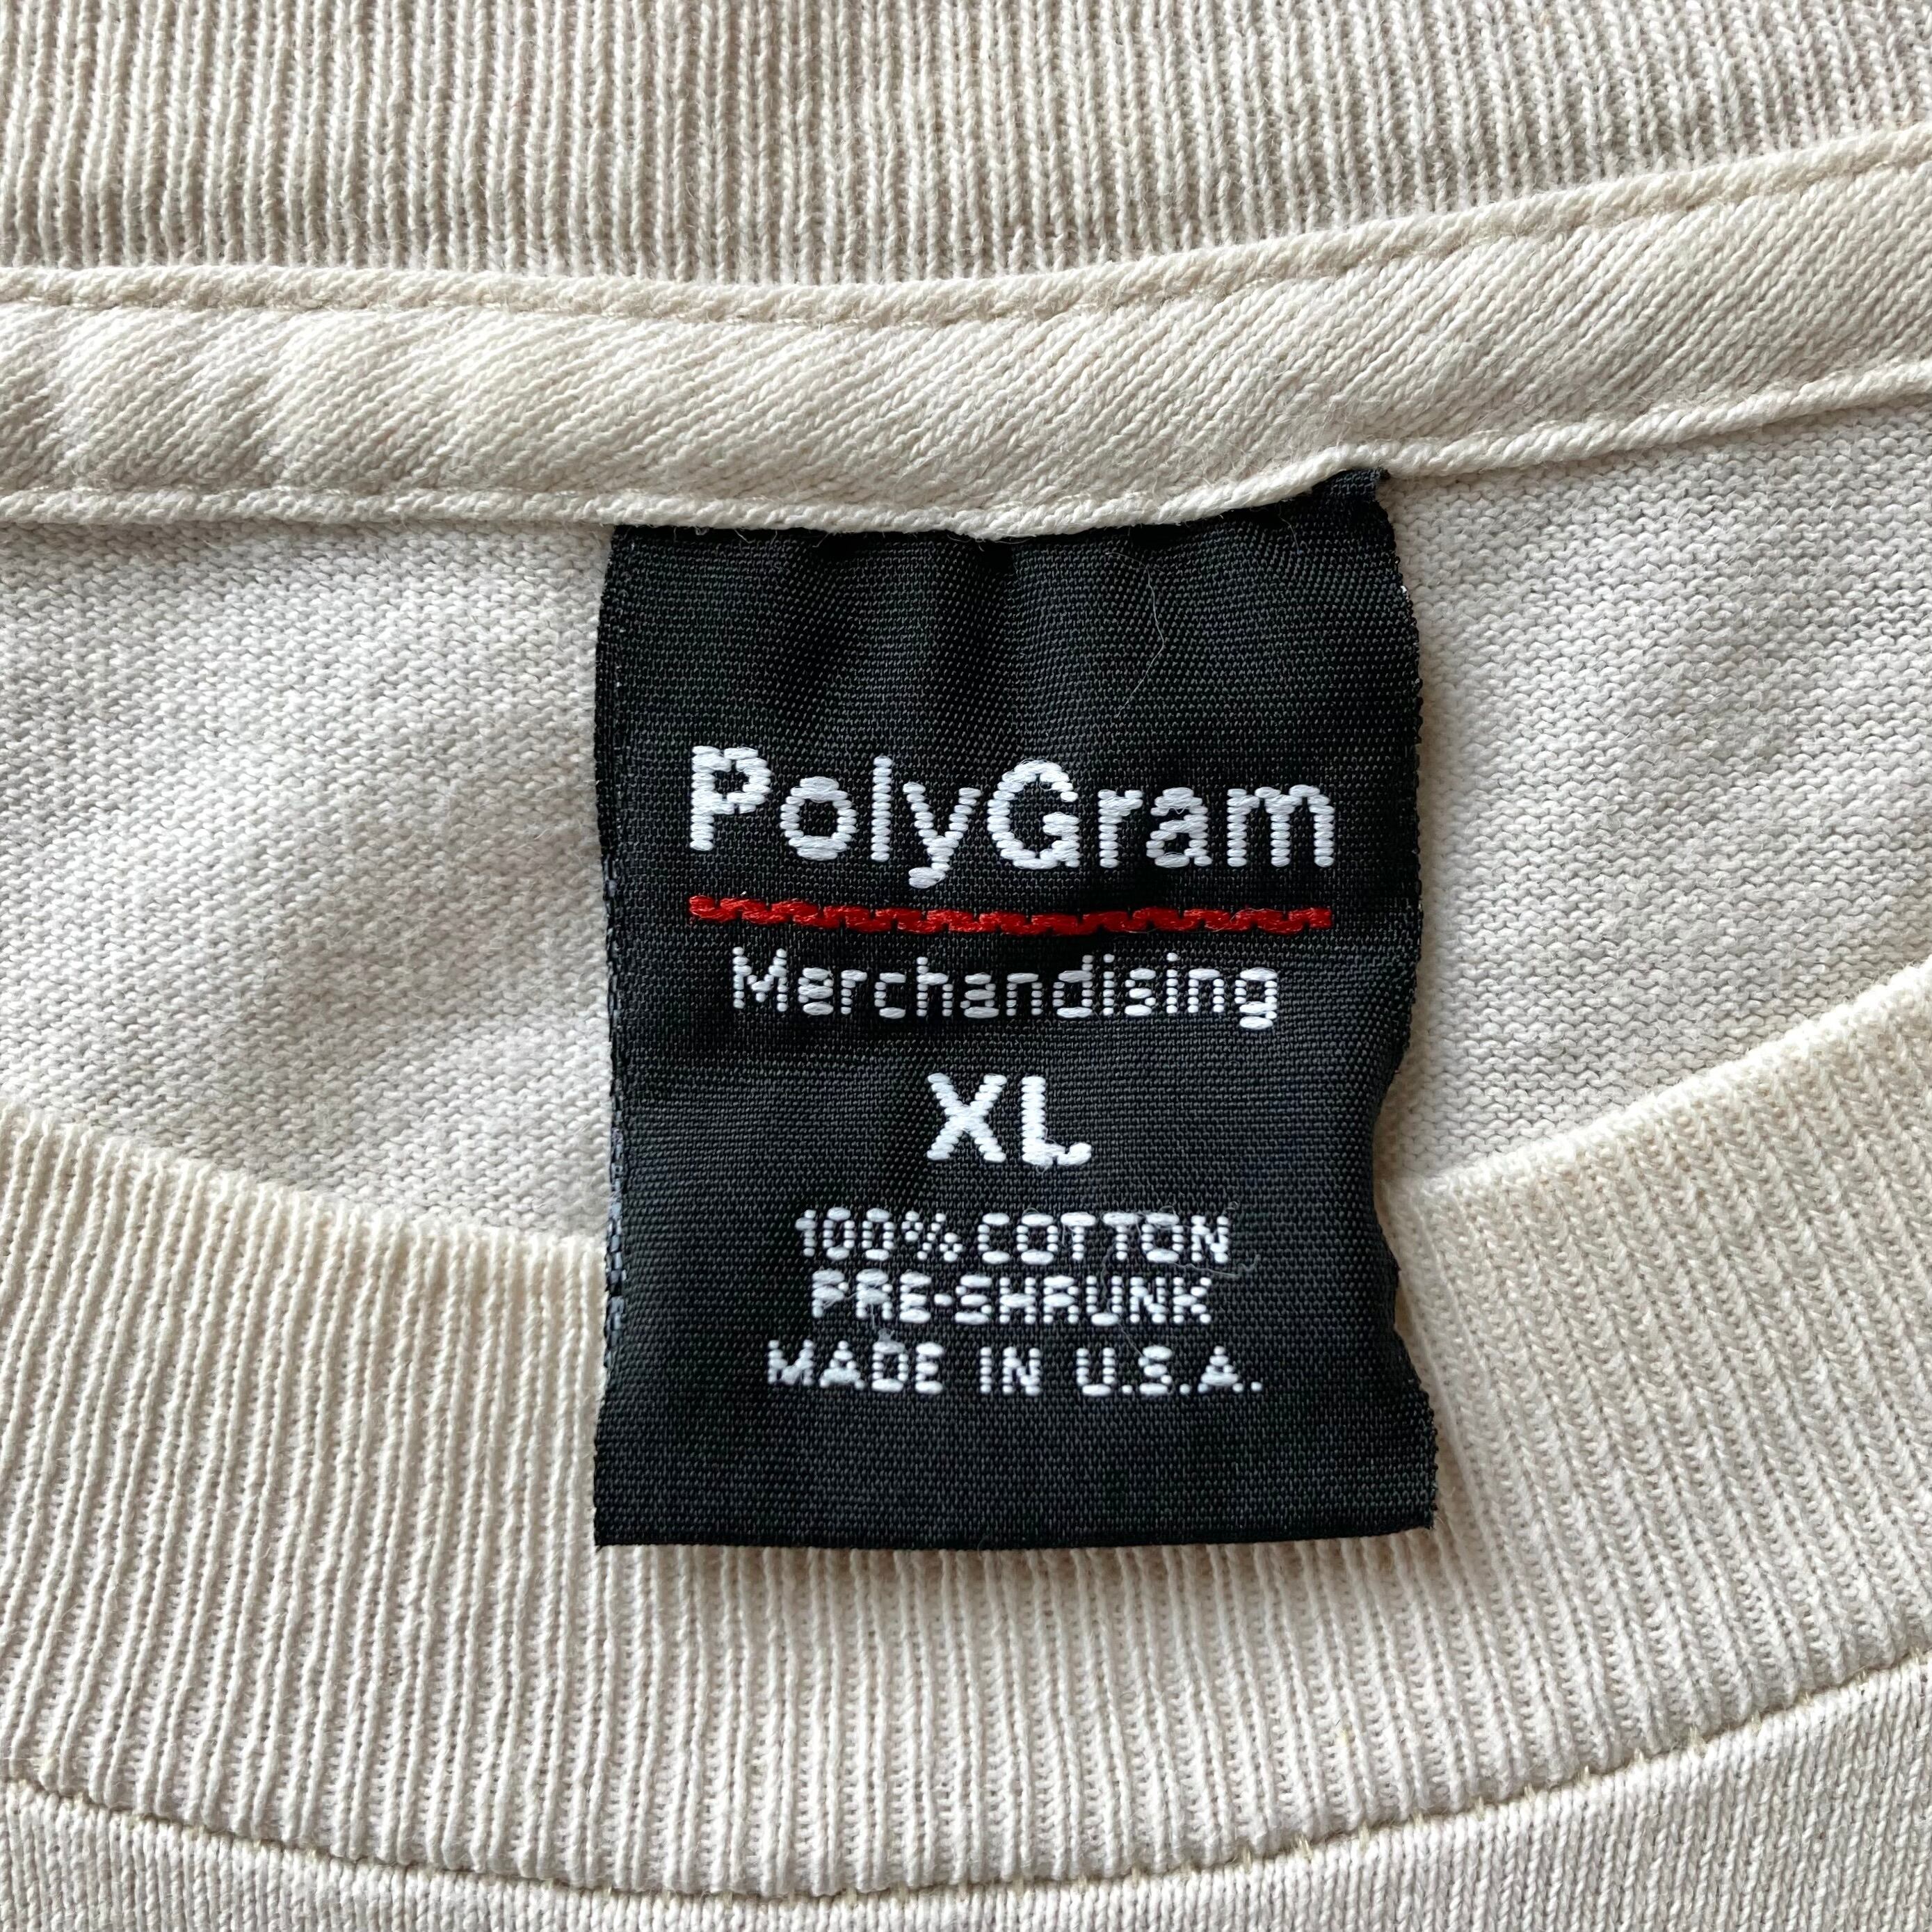 PolyGram
Merchandising
XL
100% COTTON
PRE-SHRUNK
MADE IN U.S.A.